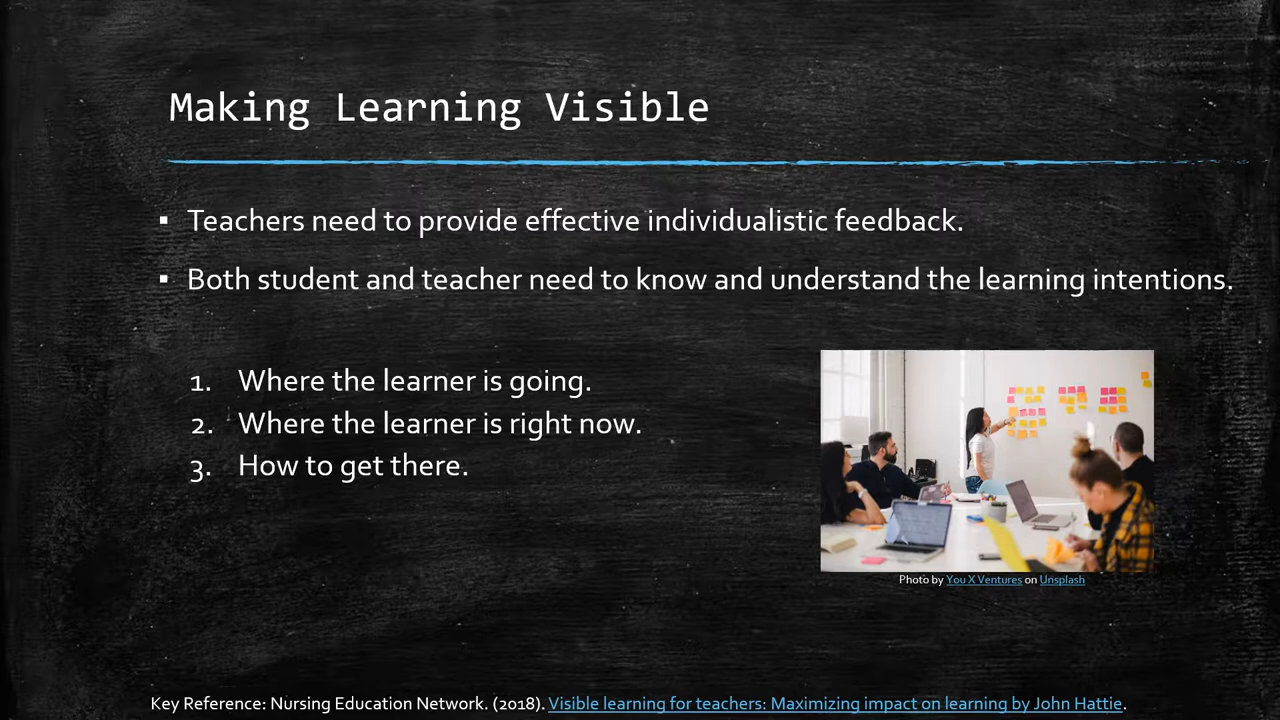 Making Learning Visible
▪ Teachers need to provide effective individualistic feedback.
▪ Both student and teacher need to know and understand the learning intentions.
1. Where the learner is going.
2. Where the learner is right now.
3. How to get there.
Photo by You X Ventures on Unsplash
Key Reference: Nursing Education Network. (2018). Visible learning for teachers: Maximizing impact on learning by John Hattie.